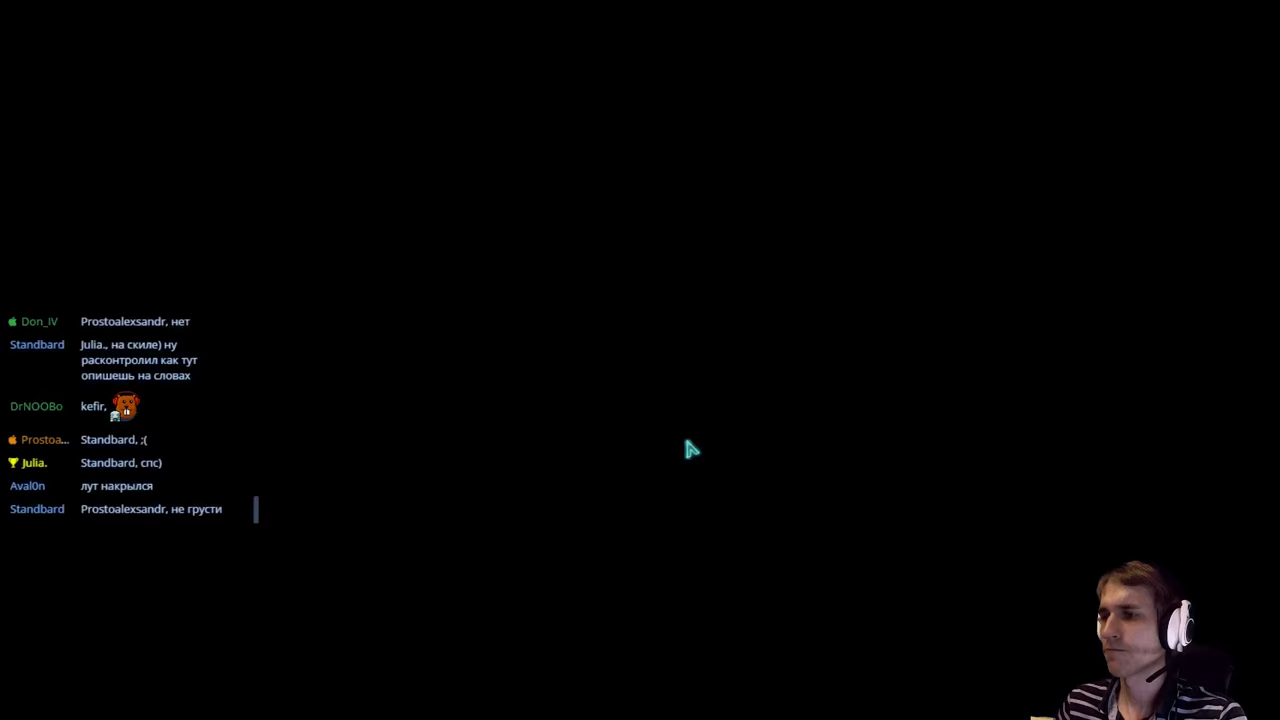 Don_IV Prostoalexsandr, нет
Standbard Julia., на скиле) ну
расконтролил как тут
опишешь на словах
DrNOOBo kefir,
Prostoa... Standbard, ;(
Julia. Standbard, спс)
Aval0n лут накрылся
Standbard Prostoalexsandr, не грусти